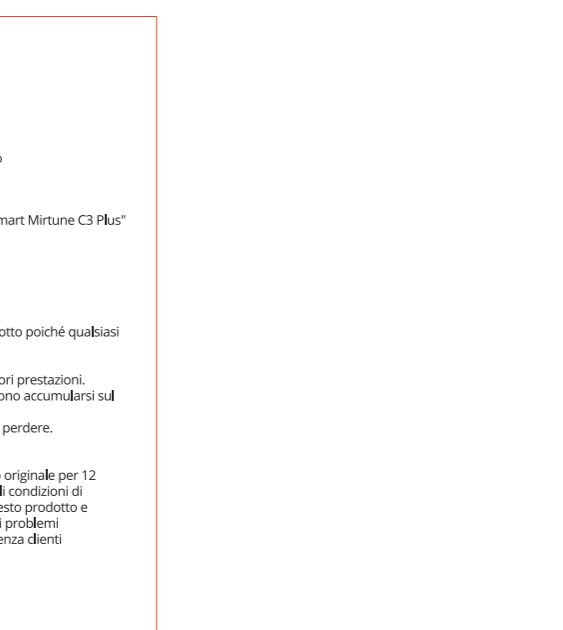 o
mart Mirtune C3 Plus"
otto poiché qualsiasi
ori prestazioni.
ono accumularsi sul
perdere.
o originale per 12
li condizioni di
esto prodotto e
i problemi
enza clienti